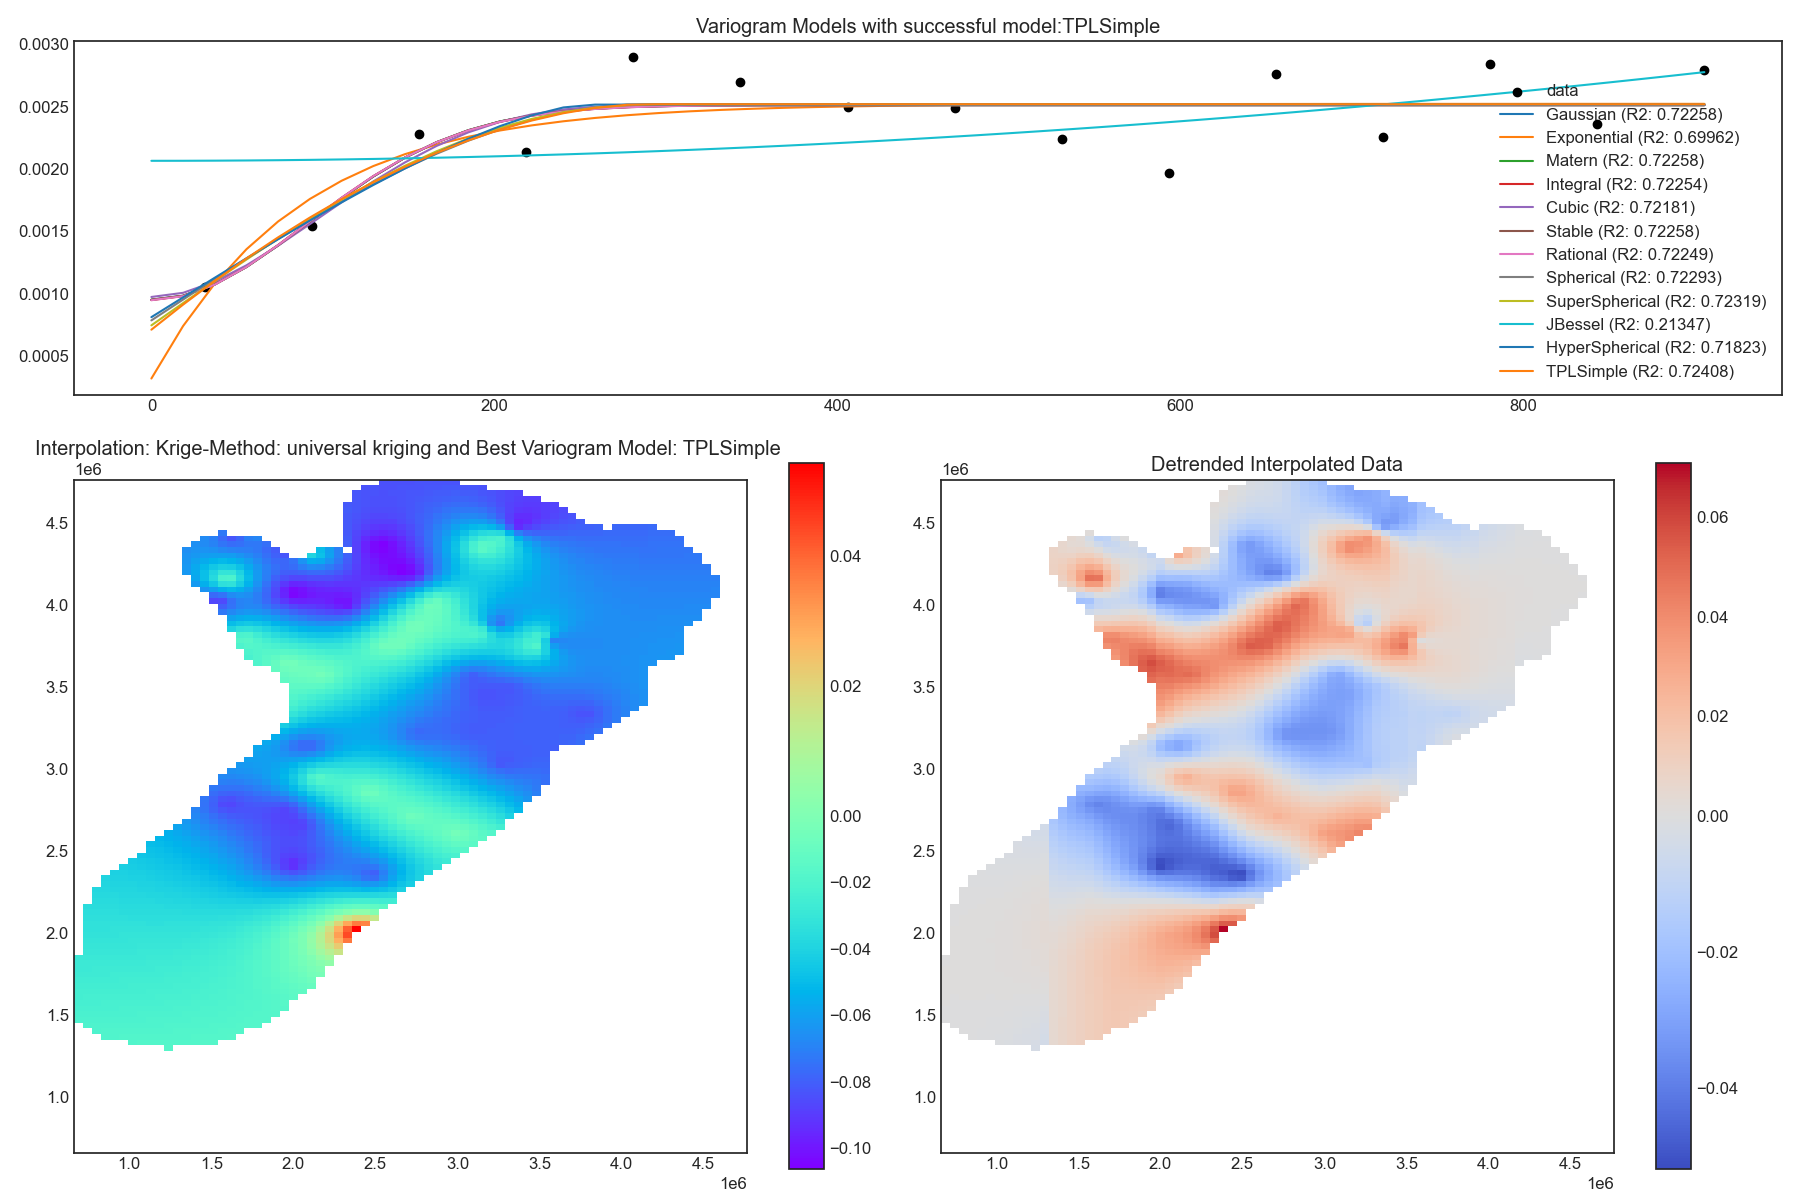 Variogram Models with successful model:TPLSimple
0.0030
0.0025
0.0020
0.0015
0.0010
0.0005
0
200
400
600
800
data
Gaussian (R2: 0.72258)
Exponential (R2: 0.69962)
Matern (R2: 0.72258)
Integral (R2: 0.72254)
Cubic (R2: 0.72181)
Stable (R2: 0.72258)
Rational (R2: 0.72249)
Spherical (R2: 0.72293)
SuperSpherical (R2: 0.72319)
JBessel (R2: 0.21347)
HyperSpherical (R2: 0.71823)
TPLSimple (R2: 0.72408)
Interpolation: Krige-Method: universal kriging and Best Variogram Model: TPLSimple
1e6
4.5
4.0
3.5
3.0
2.5
2.0
1.5
1.0
1.0
1.5
2.0
2.5
3.0
3.5
4.0
4.5
1e6
0.04
0.02
0.00
−0.02
−0.04
−0.06
−0.08
−0.10
Detrended Interpolated Data
1e6
4.5
4.0
3.5
3.0
2.5
2.0
1.5
1.0
1.0
1.5
2.0
2.5
3.0
3.5
4.0
4.5
1e6
0.06
0.04
0.02
0.00
−0.02
−0.04